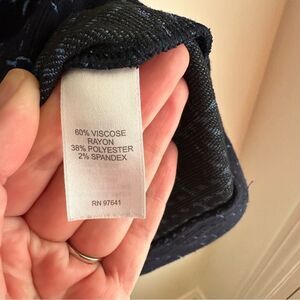 60% VISCOSE
RAYON
38% POLYESTER
2% SPANDEX
RN 97641